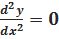 d²y/dx² = 0